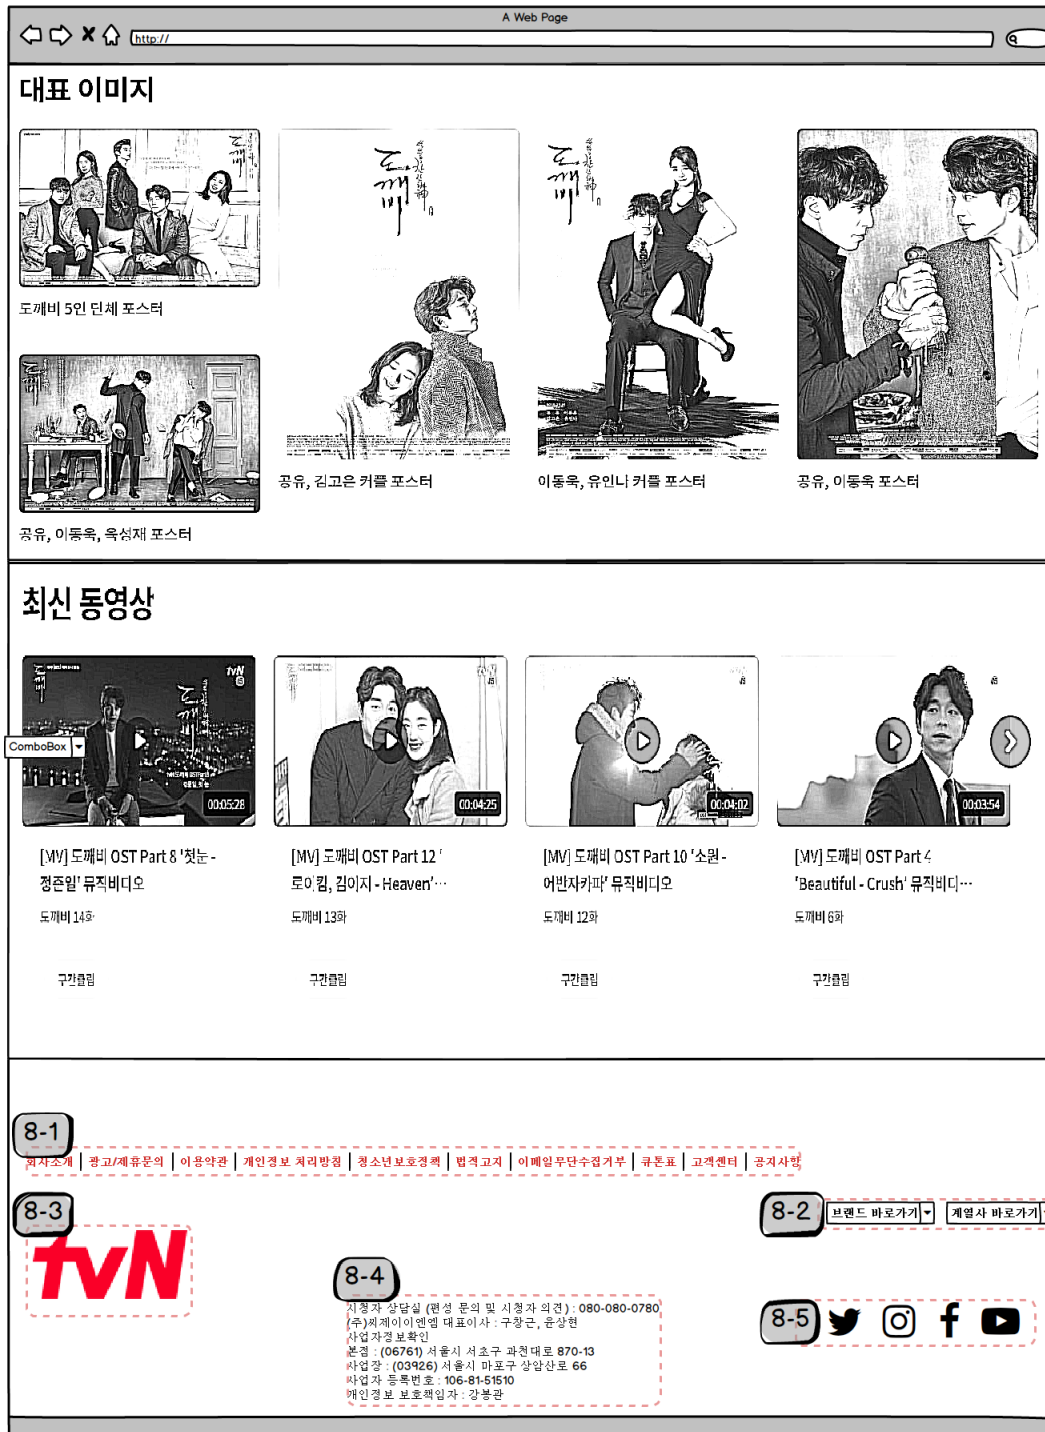 A Web Page
http://
대표 이미지
도깨비
도깨비
도깨비 5인 단체 포스터
공유, 김고은 커플 포스터
이동욱, 유인나 커플 포스터
공유, 이동욱 포스터
공유, 이동욱, 육성재 포스터
최신 동영상
tvN
도깨비
ComboBox
00:05:28
00:04:25
00:04:02
00:03:54
[MV] 도깨비 OST Part 8 '첫눈 -
정준일' 뮤직비디오
도깨비 14화
구간클립
[MV] 도깨비 OST Part 12 '
로이킴, 김이지 - Heaven'···
도깨비 13화
구간클립
[MV] 도깨비 OST Part 10 '소원 -
어반자카파' 뮤직비디오
도깨비 12화
구간클립
[MV] 도깨비 OST Part 4
'Beautiful - Crush' 뮤직비디···
도깨비 6화
구간클립
8-1
회사소개 | 광고/제휴문의 | 이용약관 | 개인정보 처리방침 | 청소년보호정책 | 법적고지 | 이메일무단수집거부 | 큐톤표 | 고객센터 | 공지사항
8-3
tvN
8-2
브랜드 바로가기
계열사 바로가기
8-4
시청자 상담실 (편성 문의 및 시청자 의견) : 080-080-0780
(주)씨제이이엔엠 대표이사 : 구창근, 윤상현
사업자정보확인
본점 : (06761) 서울시 서초구 과천대로 870-13
사업장 : (03926) 서울시 마포구 상암산로 66
사업자 등록번호 : 106-81-51510
개인정보 보호책임자 : 강봉관
8-5